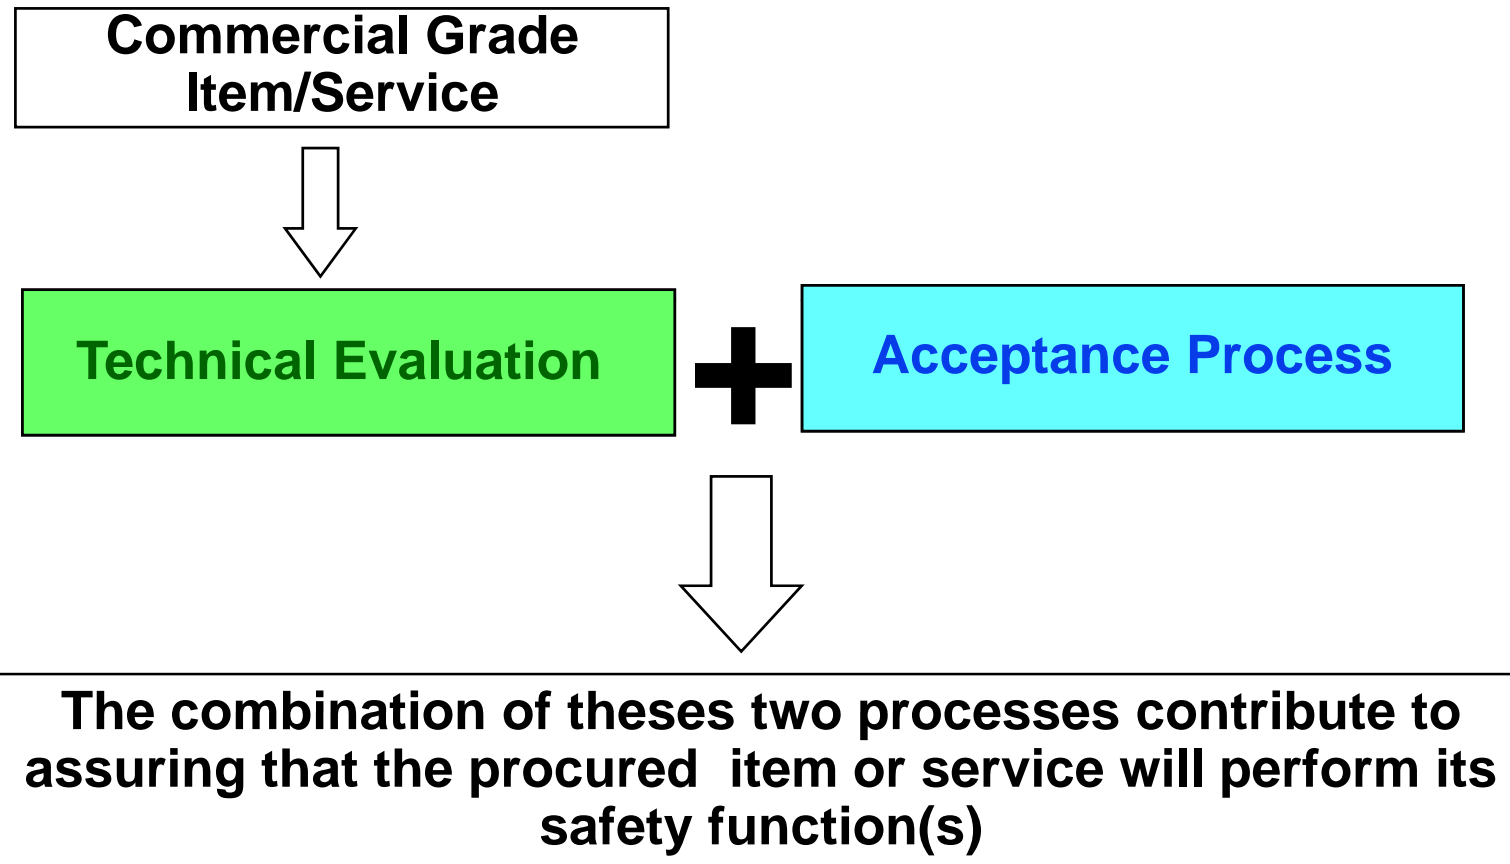 Commercial Grade
Item/Service
Technical Evaluation
Acceptance Process
The combination of theses two processes contribute to
assuring that the procured  item or service will perform its
safety function(s)